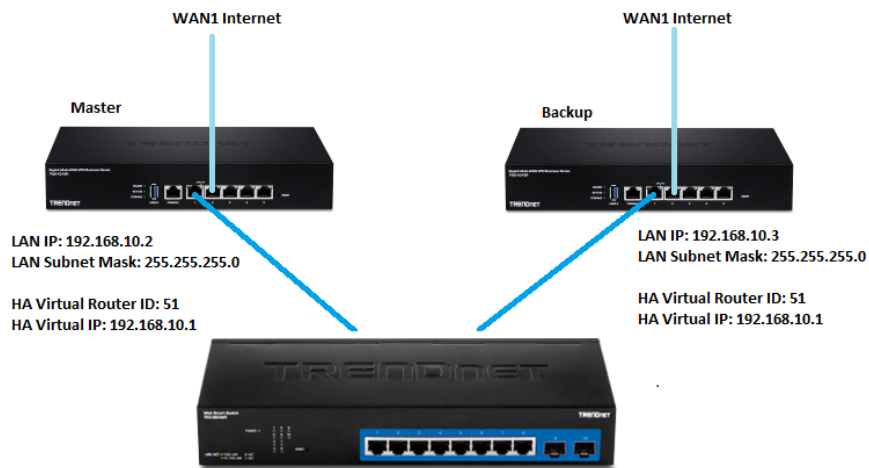 WAN1 Internet
WAN1 Internet
Master
Backup
TRENDNET
TRENDNET
LAN IP: 192.168.10.2
LAN Subnet Mask: 255.255.255.0
HA Virtual Router ID: 51
HA Virtual IP: 192.168.10.1
LAN IP: 192.168.10.3
LAN Subnet Mask: 255.255.255.0
HA Virtual Router ID: 51
HA Virtual IP: 192.168.10.1
TRENDNET
TRENDNET